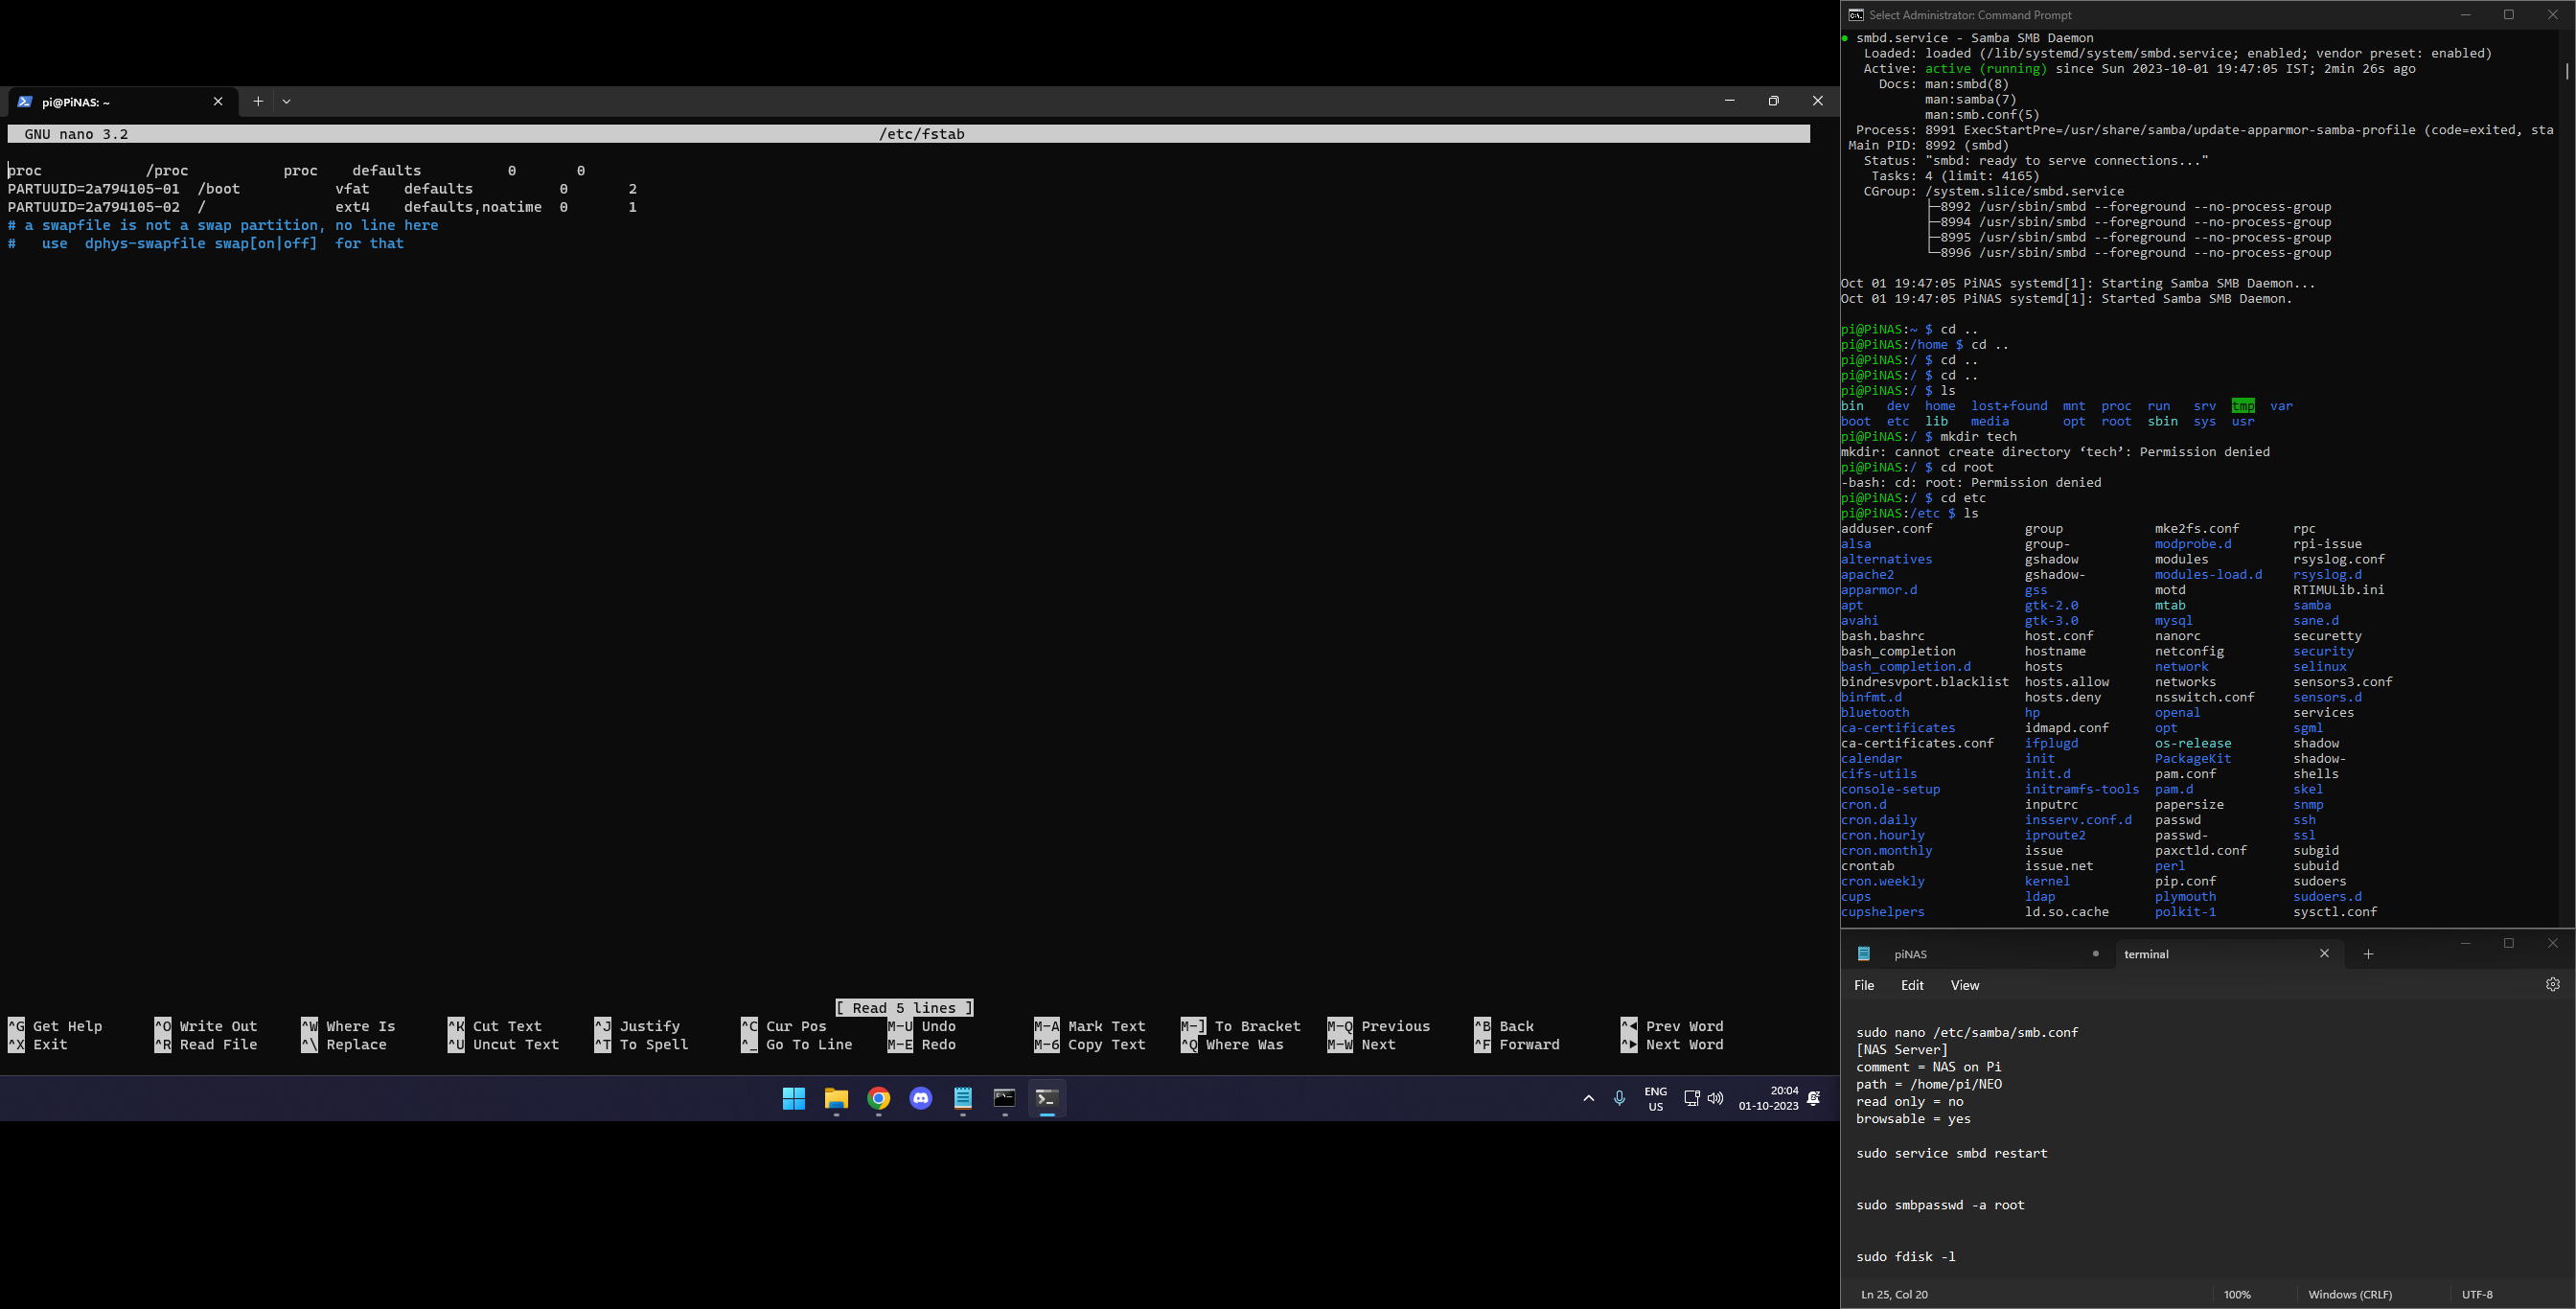 pi@PiNAS: ~
GNU nano 3.2 /etc/fstab
proc /proc proc defaults 0 0
PARTUUID=2a794105-01 /boot vfat defaults 0 2
PARTUUID=2a794105-02 / ext4 defaults,noatime 0 1
# a swapfile is not a swap partition, no line here
# use dphys-swapfile swap[on|off] for that
[ Read 5 lines ]
^G Get Help ^O Write Out ^W Where Is ^K Cut Text ^J Justify ^C Cur Pos M-U Undo M-A Mark Text M-] To Bracket M-Q Previous ^B Back ^◀ Prev Word
^X Exit ^R Read File ^\ Replace ^U Uncut Text ^T To Spell ^_ Go To Line M-E Redo M-6 Copy Text ^Q Where Was M-W Next ^F Forward ^▶ Next Word
ENG
US
20:04
01-10-2023
Select Administrator: Command Prompt
● smbd.service - Samba SMB Daemon
Loaded: loaded (/lib/systemd/system/smbd.service; enabled; vendor preset: enabled)
Active: active (running) since Sun 2023-10-01 19:47:05 IST; 2min 26s ago
Docs: man:smbd(8)
man:samba(7)
man:smb.conf(5)
Process: 8991 ExecStartPre=/usr/share/samba/update-apparmor-samba-profile (code=exited, sta
Main PID: 8992 (smbd)
Status: "smbd: ready to serve connections..."
Tasks: 4 (limit: 4165)
CGroup: /system.slice/smbd.service
├─8992 /usr/sbin/smbd --foreground --no-process-group
├─8994 /usr/sbin/smbd --foreground --no-process-group
├─8995 /usr/sbin/smbd --foreground --no-process-group
└─8996 /usr/sbin/smbd --foreground --no-process-group
Oct 01 19:47:05 PiNAS systemd[1]: Starting Samba SMB Daemon...
Oct 01 19:47:05 PiNAS systemd[1]: Started Samba SMB Daemon.
pi@PiNAS:~ $ cd ..
pi@PiNAS:/home $ cd ..
pi@PiNAS:/ $ cd ..
pi@PiNAS:/ $ cd ..
pi@PiNAS:/ $ ls
bin dev home lost+found mnt proc run srv tmp var
boot etc lib media opt root sbin sys usr
pi@PiNAS:/ $ mkdir tech
mkdir: cannot create directory ‘tech’: Permission denied
pi@PiNAS:/ $ cd root
-bash: cd: root: Permission denied
pi@PiNAS:/ $ cd etc
pi@PiNAS:/etc $ ls
adduser.conf group mke2fs.conf rpc
alsa group- modprobe.d rpi-issue
alternatives gshadow modules rsyslog.conf
apache2 gshadow- modules-load.d rsyslog.d
apparmor.d gss motd RTIMULib.ini
apt gtk-2.0 mtab samba
avahi gtk-3.0 mysql sane.d
bash.bashrc host.conf nanorc securetty
bash_completion hostname netconfig security
bash_completion.d hosts network selinux
bindresvport.blacklist hosts.allow networks sensors3.conf
binfmt.d hosts.deny nsswitch.conf sensors.d
bluetooth hp openal services
ca-certificates idmapd.conf opt sgml
ca-certificates.conf ifplugd os-release shadow
calendar init PackageKit shadow-
cifs-utils init.d pam.conf shells
console-setup initramfs-tools pam.d skel
cron.d inputrc papersize snmp
cron.daily insserv.conf.d passwd ssh
cron.hourly iproute2 passwd- ssl
cron.monthly issue paxctld.conf subgid
crontab issue.net perl subuid
cron.weekly kernel pip.conf sudoers
cups ldap plymouth sudoers.d
cupshelpers ld.so.cache polkit-1 sysctl.conf
piNAS terminal
File Edit View
sudo nano /etc/samba/smb.conf
[NAS Server]
comment = NAS on Pi
path = /home/pi/NEO
read only = no
browsable = yes
sudo service smbd restart
sudo smbpasswd -a root
sudo fdisk -l
Ln 25, Col 20 100% Windows (CRLF) UTF-8